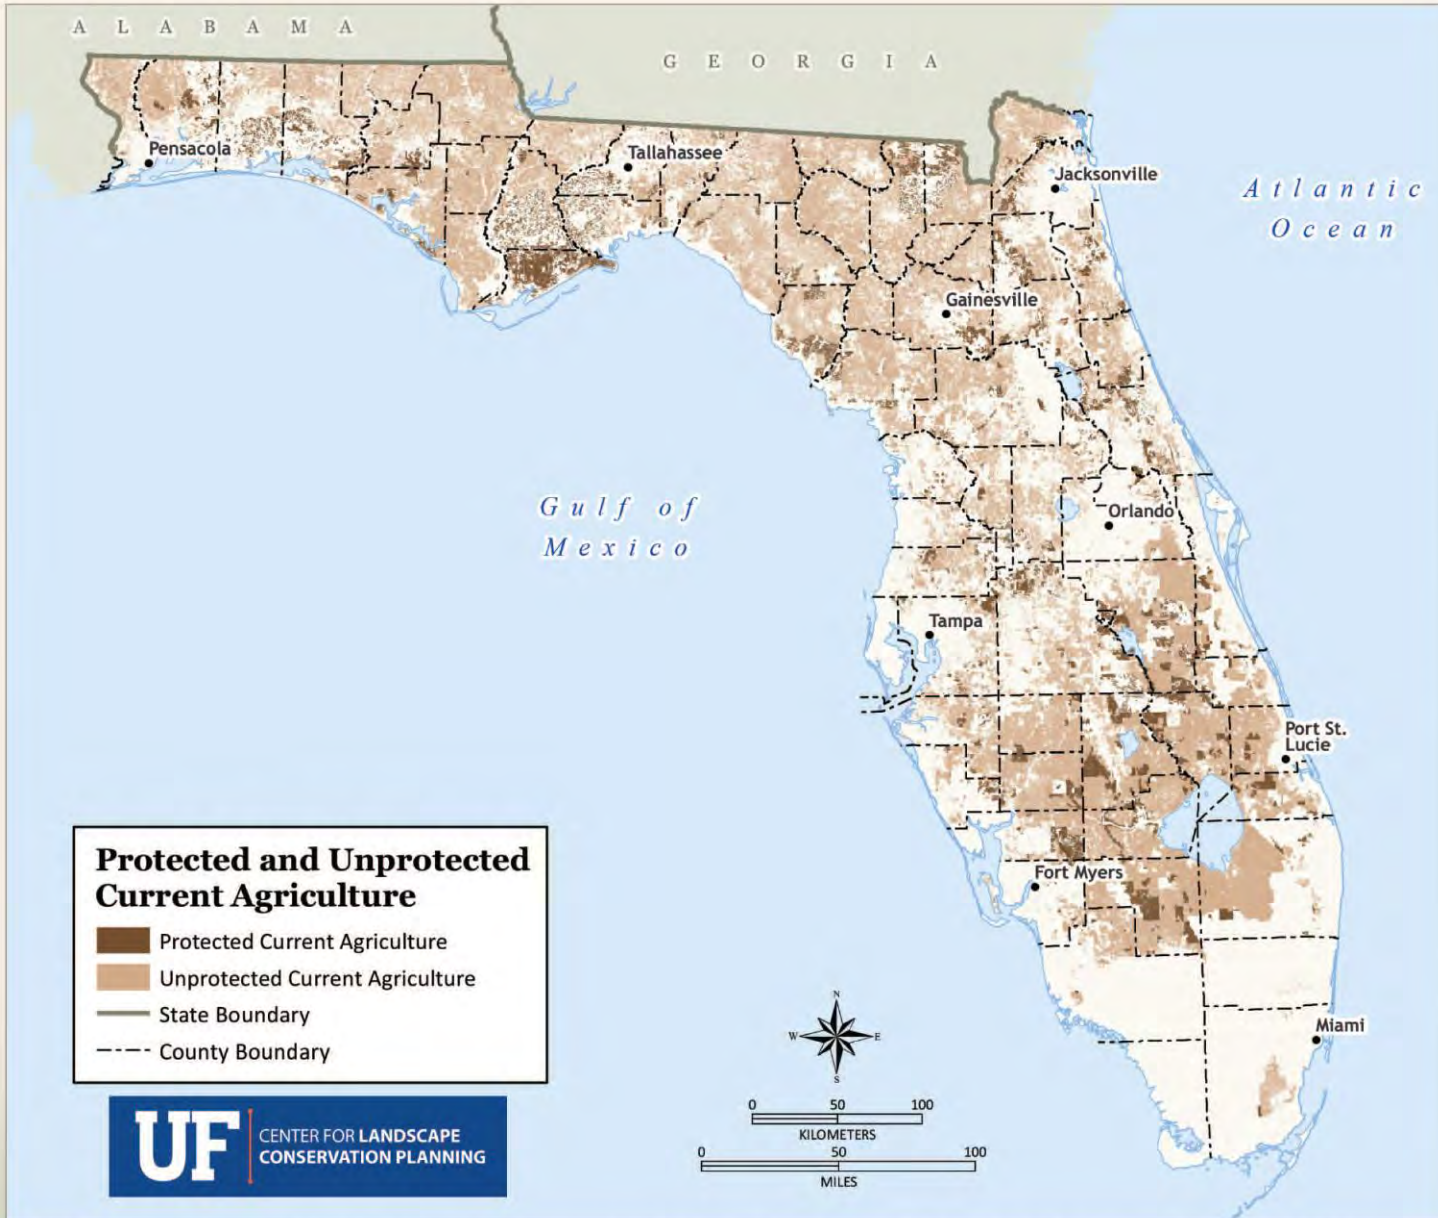 A L A B A M A
G E O R G I A
Pensacola
Tallahassee
Jacksonville
Atlantic
Ocean
Gainesville
Gulf of
Mexico
Orlando
Tampa
Port St.
Lucie
Fort Myers
Miami
Protected and Unprotected
Current Agriculture
Protected Current Agriculture
Unprotected Current Agriculture
State Boundary
County Boundary
N
W E
S
0 50 100
KILOMETERS
0 50 100
MILES
UF CENTER FOR LANDSCAPE
CONSERVATION PLANNING